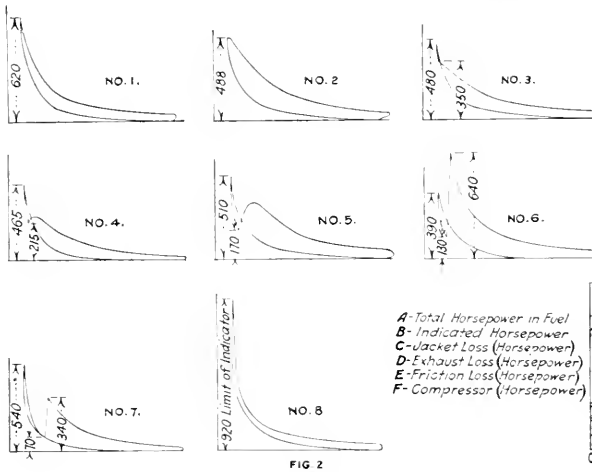 620
NO. 1.
488
NO. 2
480
350
NO. 3.
465
215
NO. 4.
510
170
NO. 5.
390
130
640
NO. 6.
540
70
340
NO. 7.
920 Limit of Indicator
NO. 8
A-Total Horsepower in Fuel
B-Indicated Horsepower
C-Jacket Loss (Horsepower)
D-Exhaust Loss (Horsepower)
E-Friction Loss (Horsepower)
F-Compressor (Horsepower)
FIG 2